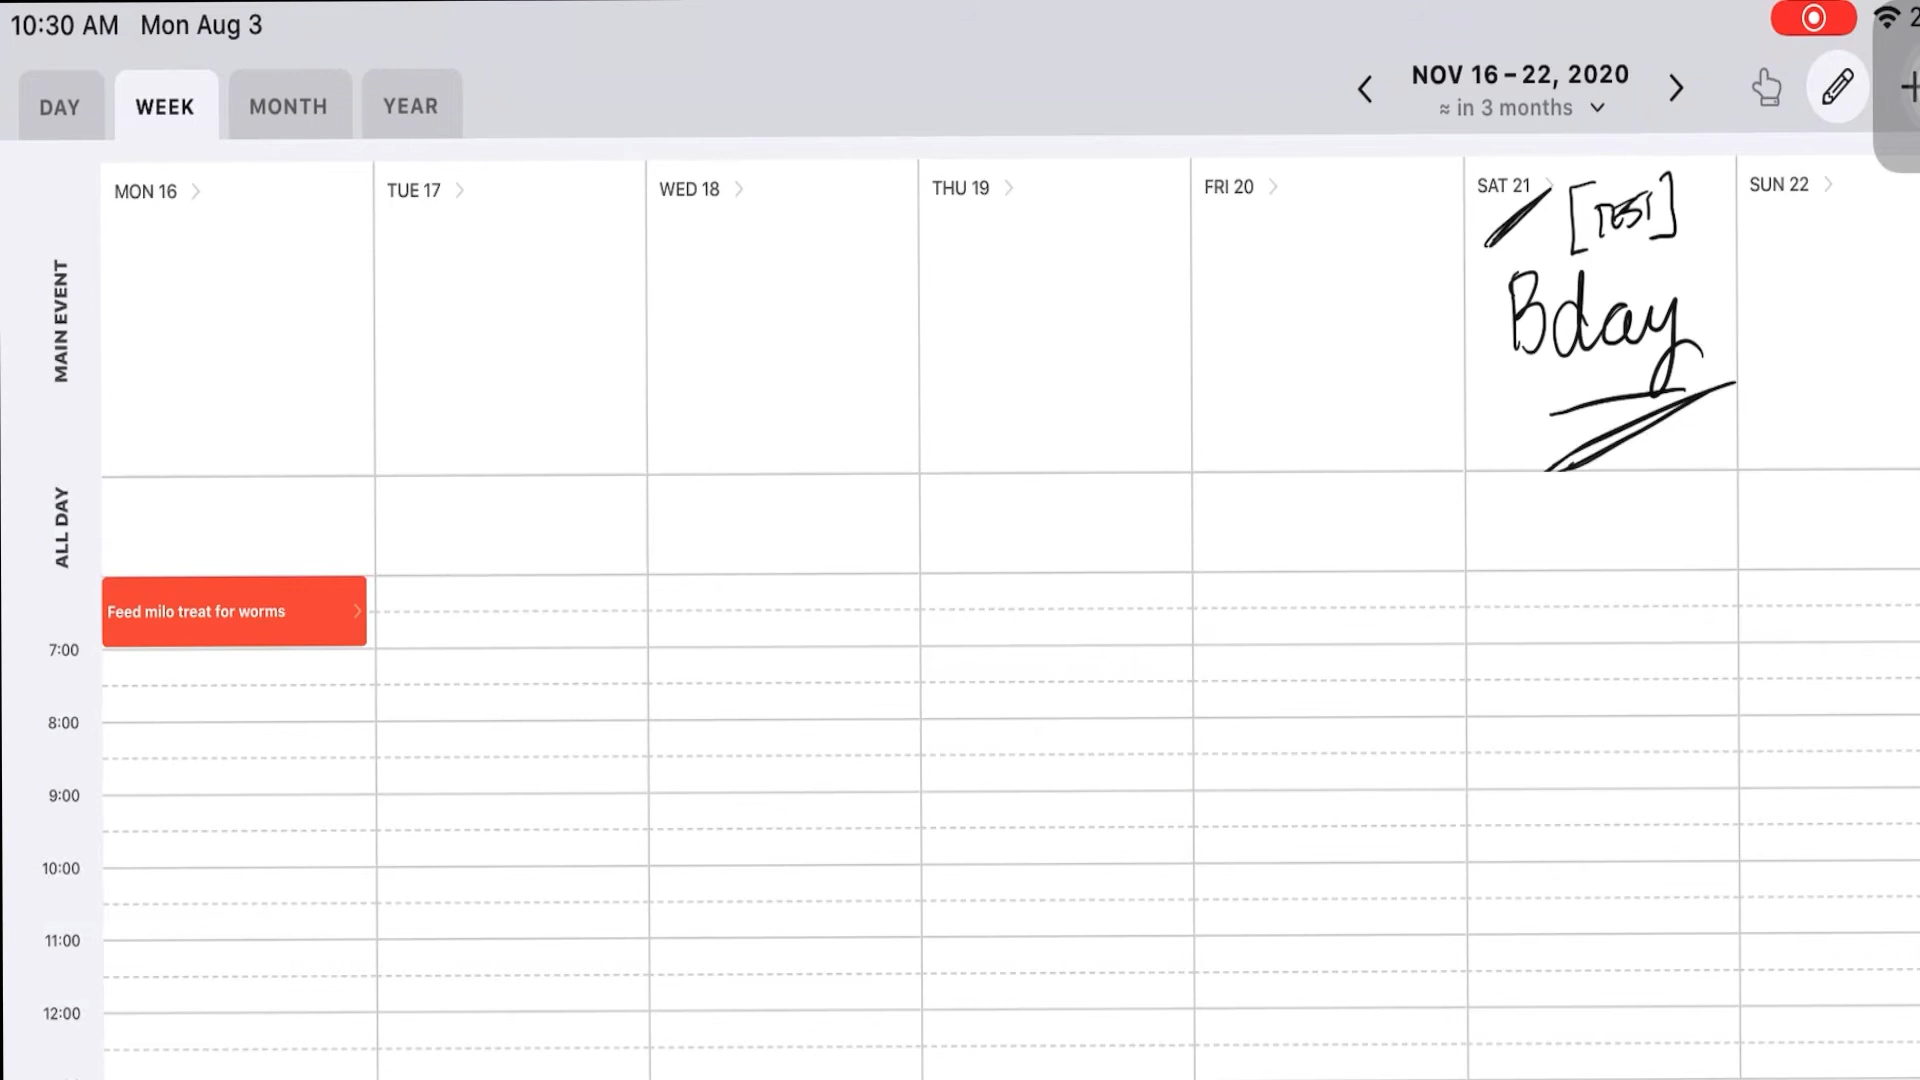 10:30 AM Mon Aug 3
2
DAY WEEK MONTH YEAR
NOV 16 – 22, 2020
≈ in 3 months
MAIN EVENT
MON 16 TUE 17 WED 18 THU 19 FRI 20 SAT 21 SUN 22
[TEST]
Bday
ALL DAY
Feed milo treat for worms
7:00
8:00
9:00
10:00
11:00
12:00